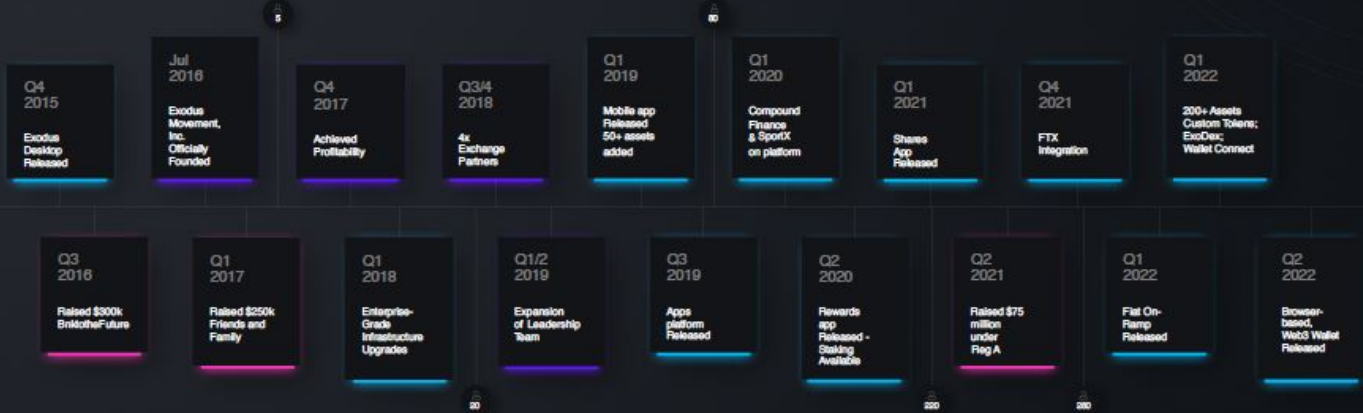 5
80
Q4
2015
Exodus
Desktop
Released
Jul
2016
Exodus
Movement,
Inc.
Officially
Founded
Q4
2017
Achieved
Profitability
Q3/4
2018
4x
Exchange
Partners
Q1
2019
Mobile app
Released
50+ assets
added
Q1
2020
Compound
Finance
& SportX
on platform
Q1
2021
Shares
App
Released
Q4
2021
FTX
Integration
Q1
2022
200+ Assets
Custom Tokens;
ExoDex;
Wallet Connect
Q3
2016
Raised $300k
BnktotheFuture
Q1
2017
Raised $250k
Friends and
Family
Q1
2018
Enterprise-
Grade
Infrastructure
Upgrades
Q1/2
2019
Expansion
of Leadership
Team
Q3
2019
Apps
platform
Released
Q2
2020
Rewards
app
Released -
Staking
Available
Q2
2021
Raised $75
million
under
Reg A
Q1
2022
Fiat On-
Ramp
Released
Q2
2022
Browser-
based,
Web3 Wallet
Released
20
220
280